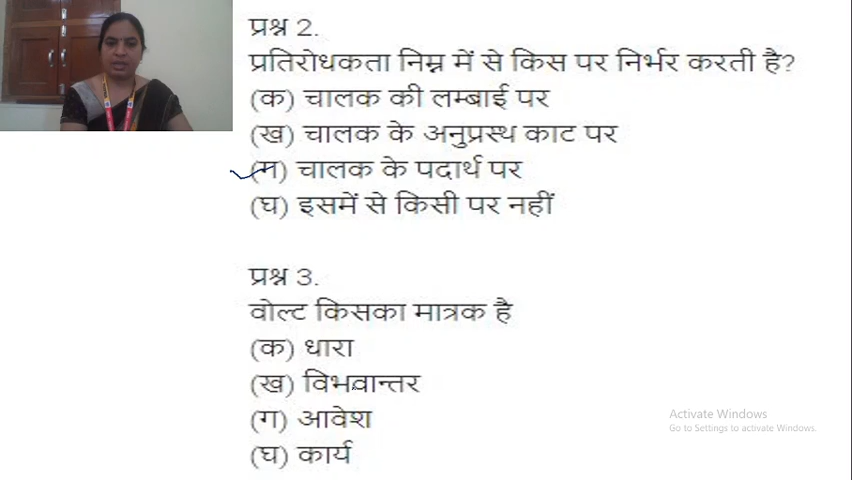 प्रश्न 2.
प्रतिरोधकता निम्न में से किस पर निर्भर करती है?
(क) चालक की लम्बाई पर
(ख) चालक के अनुप्रस्थ काट पर
(ग) चालक के पदार्थ पर
(घ) इसमें से किसी पर नहीं
प्रश्न 3.
वोल्ट किसका मात्रक है
(क) धारा
(ख) विभवान्तर
(ग) आवेश
(घ) कार्य
Activate Windows
Go to Settings to activate Windows.